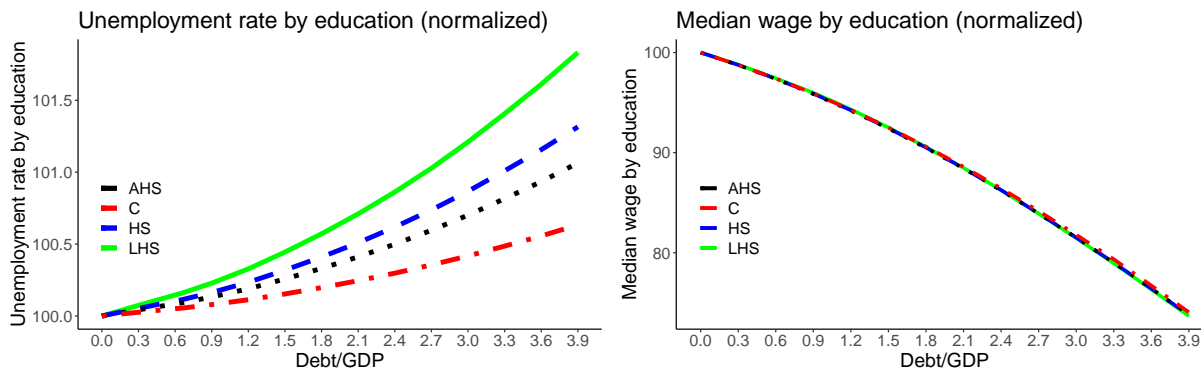 Unemployment rate by education (normalized)
Unemployment rate by education
101.5
101.0
100.5
100.0
AHS
C
HS
LHS
0.0 0.3 0.6 0.9 1.2 1.5 1.8 2.1 2.4 2.7 3.0 3.3 3.6 3.9
Debt/GDP
Median wage by education (normalized)
Median wage by education
100
90
80
AHS
C
HS
LHS
0.0 0.3 0.6 0.9 1.2 1.5 1.8 2.1 2.4 2.7 3.0 3.3 3.6 3.9
Debt/GDP